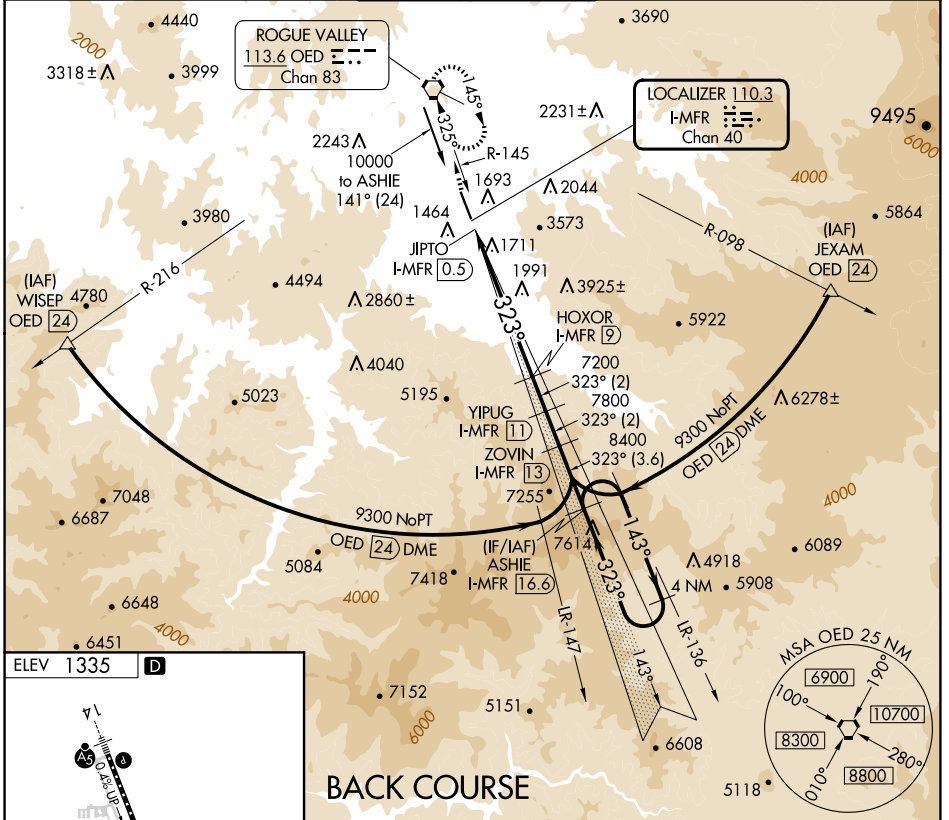 4440
3690
2000
3318 ±
3999
ROGUE VALLEY
113.6 OED
Chan 83
145°
325°
R-145
LOCALIZER 110.3
I-MFR
Chan 40
9495
6000
2231±
2243
10000
to ASHIE
141° (24)
1693
2044
4000
3980
1464
3573
5864
R-216
R-098
(IAF)
JEXAM
OED 24
JIPTO
I-MFR 0.5
1711
1991
(IAF)
WISEP
OED 24
4780
4494
2860 ±
3925±
323°
HOXOR
I-MFR 9
5922
4040
7200
323° (2)
7800
323° (2)
8400
323° (3.6)
5023
5195
6278±
YIPUG
I-MFR 11
ZOVIN
I-MFR 13
9300 NoPT
OED 24 DME
7255
7048
6687
4000
9300 NoPT
OED 24 DME
(IF/IAF)
ASHIE
I-MFR 16.6
7614
143°
323°
6089
5084
7418
4918
4 NM
5908
4000
6648
4000
6451
LR-147
LR-136
143°
ELEV 1335
D
MSA OED 25 NM
6900
190°
100°
10700
8300
280°
8800
010°
7152
6000
5151
6608
5118
14
A5
0.4% UP
BACK COURSE